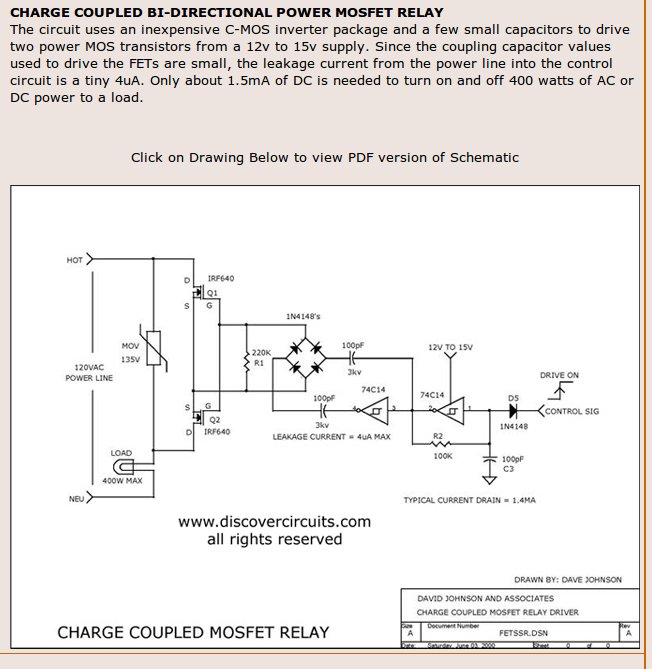 CHARGE COUPLED BI-DIRECTIONAL POWER MOSFET RELAY
The circuit uses an inexpensive C-MOS inverter package and a few small capacitors to drive
two power MOS transistors from a 12v to 15v supply. Since the coupling capacitor values
used to drive the FETs are small, the leakage current from the power line into the control
circuit is a tiny 4uA. Only about 1.5mA of DC is needed to turn on and off 400 watts of AC or
DC power to a load.
Click on Drawing Below to view PDF version of Schematic
HOT
D
IRF640
Q1
S
G
1N4148's
MOV
135V
220K
R1
100pF
3kv
12V TO 15V
120VAC
POWER LINE
DRIVE ON
74C14
74C14
D5
100pF
4
3
2
1
CONTROL SIG
S
G
Q2
D
IRF640
3kv
1N4148
LEAKAGE CURRENT = 4uA MAX
R2
100K
LOAD
100pF
C3
400W MAX
NEU
TYPICAL CURRENT DRAIN = 1.4MA
www.discovercircuits.com
all rights reserved
DRAWN BY: DAVE JOHNSON
DAVID JOHNSON AND ASSOCIATES
CHARGE COUPLED MOSFET RELAY DRIVER
Size
A
Document Number
FETSSR.DSN
Rev
A
Date: Saturday, June 03, 2000 Sheet 0 of 0
CHARGE COUPLED MOSFET RELAY